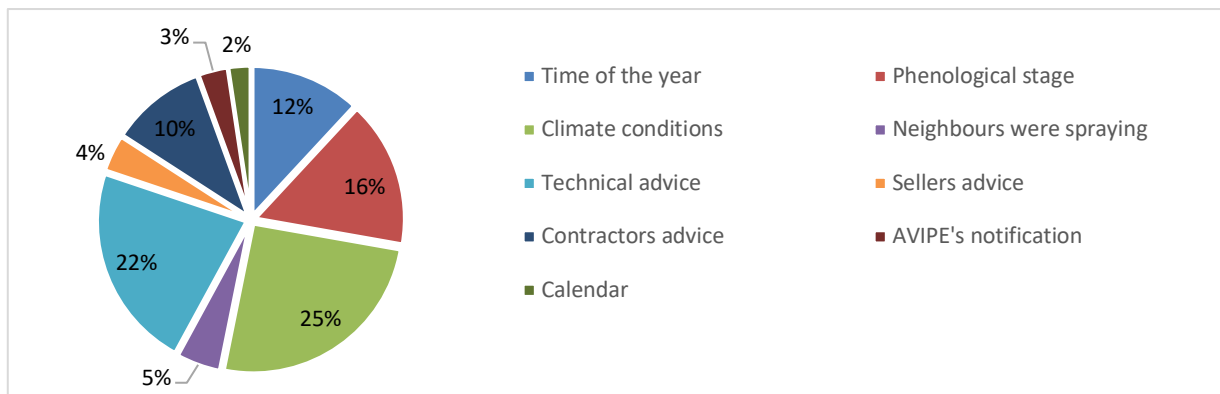 3%
2%
12%
10%
4%
16%
22%
25%
5%
Time of the year
Phenological stage
Climate conditions
Neighbours were spraying
Technical advice
Sellers advice
Contractors advice
AVIPE's notification
Calendar